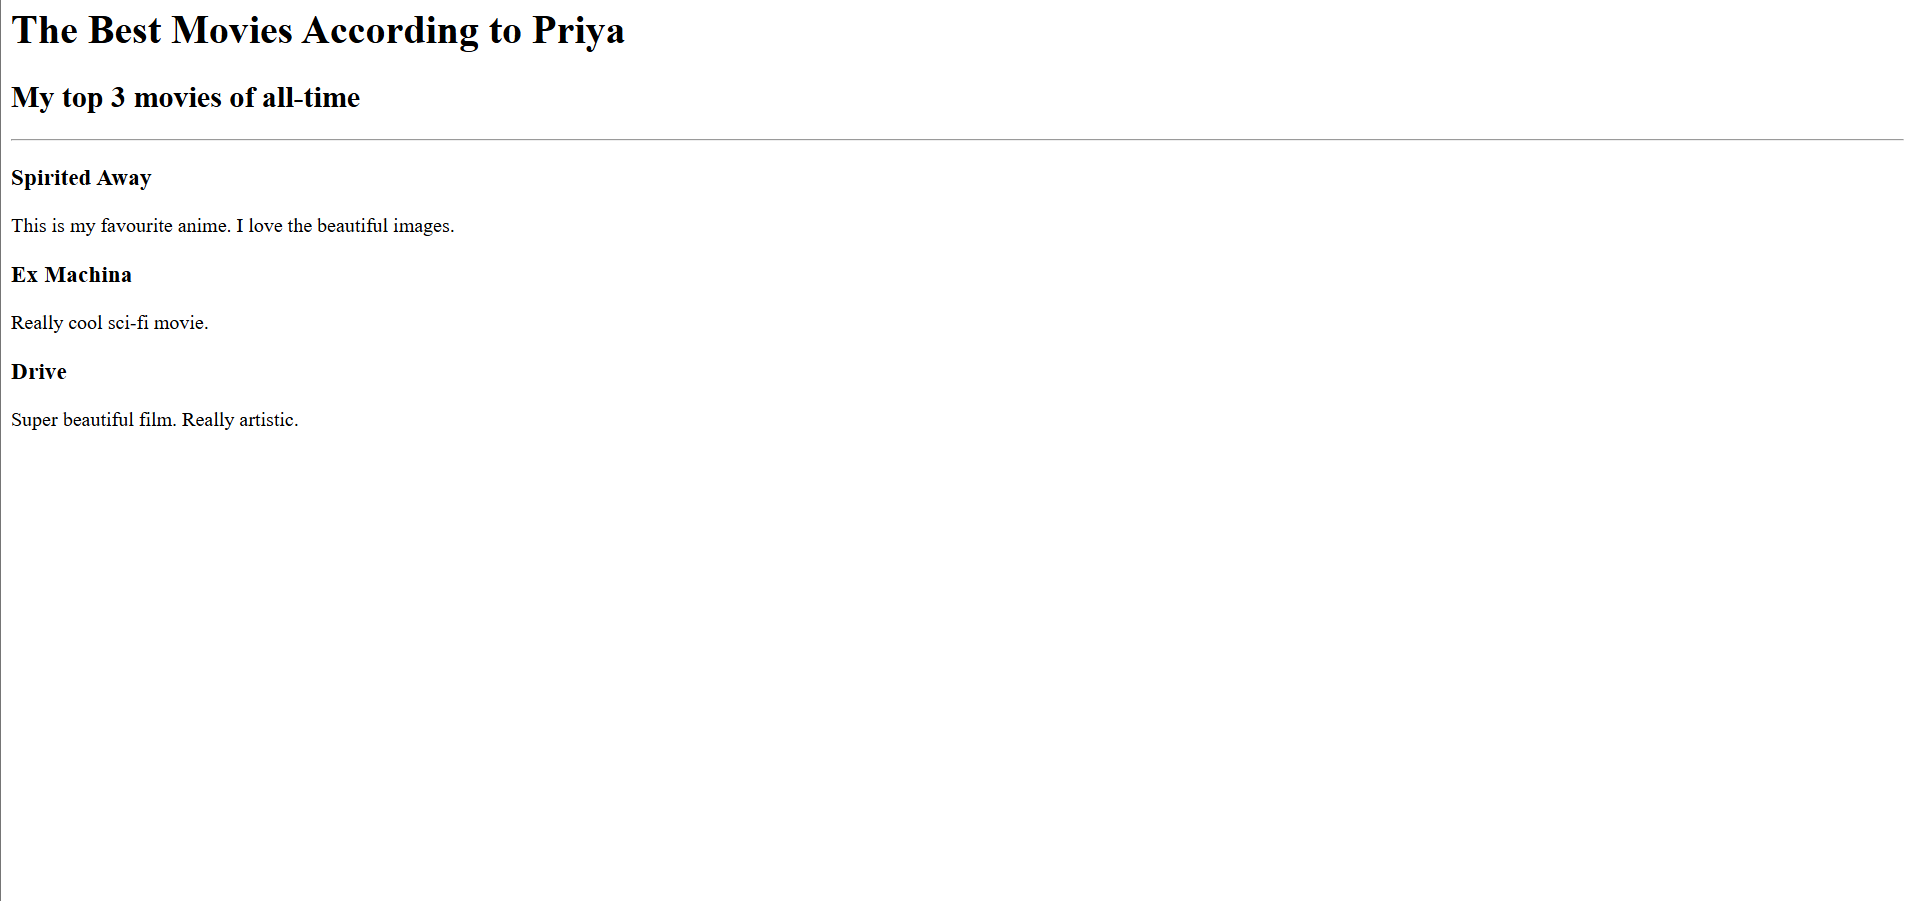 The Best Movies According to Priya
My top 3 movies of all-time
Spirited Away
This is my favourite anime. I love the beautiful images.
Ex Machina
Really cool sci-fi movie.
Drive
Super beautiful film. Really artistic.